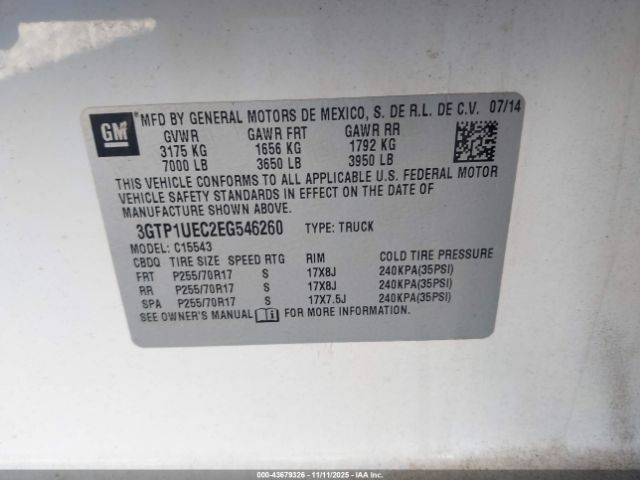 GM
MFD BY GENERAL MOTORS DE MEXICO, S. DE R.L. DE C.V. 07/14
GVWR GAWR FRT GAWR RR
3175 KG 1656 KG 1792 KG
7000 LB 3650 LB 3950 LB
THIS VEHICLE CONFORMS TO ALL APPLICABLE U.S. FEDERAL MOTOR
VEHICLE SAFETY STANDARDS IN EFFECT ON THE DATE OF
MANUFACTURE SHOWN ABOVE.
3GTP1UEC2EG546260 TYPE: TRUCK
MODEL: C15543
CBDQ TIRE SIZE SPEED RTG RIM COLD TIRE PRESSURE
FRT P255/70R17 S 17X8J 240KPA(35PSI)
RR P255/70R17 S 17X8J 240KPA(35PSI)
SPA P255/70R17 S 17X7.5J 240KPA(35PSI)
SEE OWNER'S MANUAL FOR MORE INFORMATION.
000-43679326 - 11/11/2025 - IAAI.com